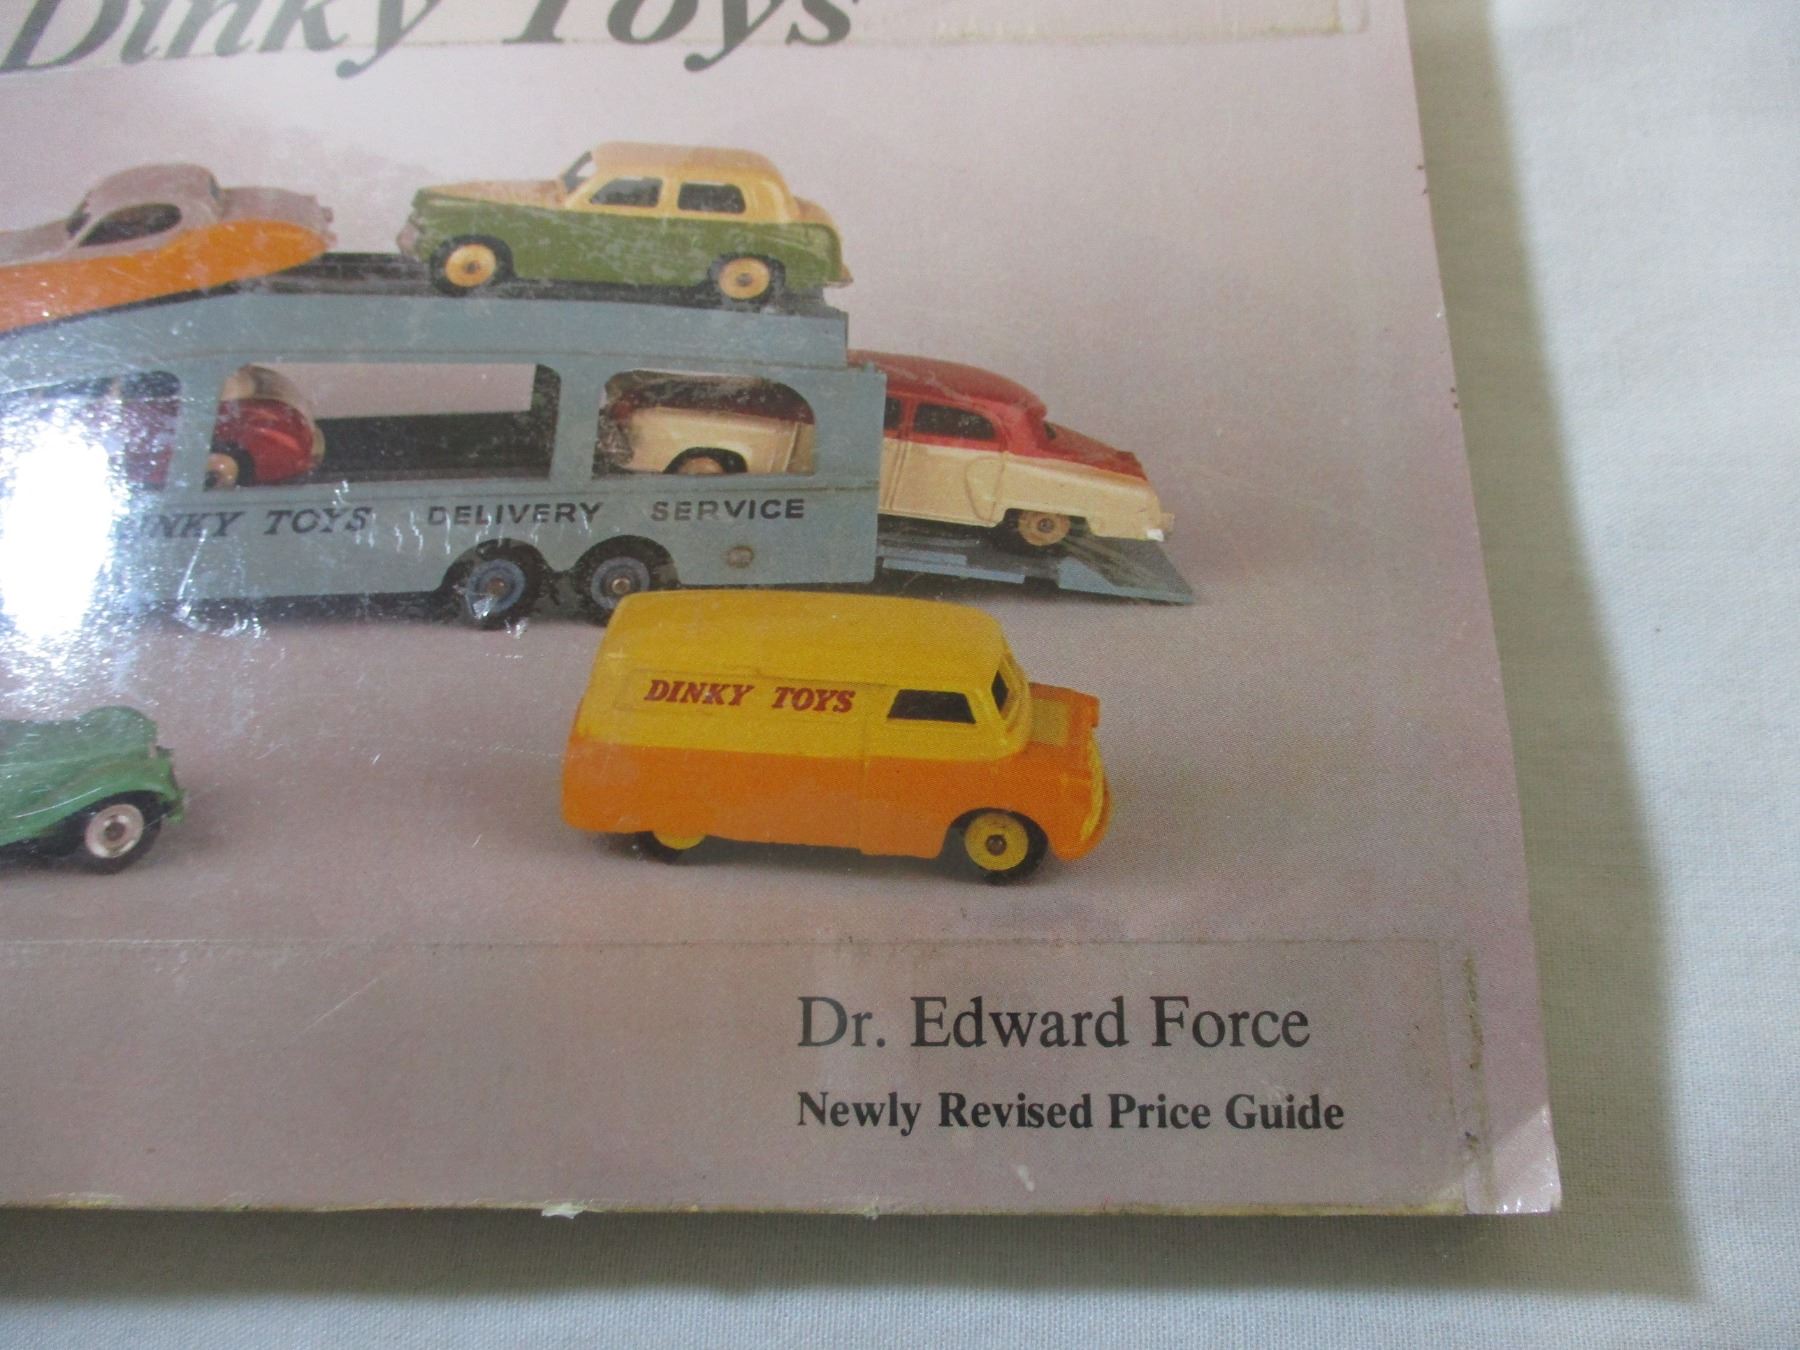 Dinky Toys
DINKY TOYS DELIVERY SERVICE
DINKY TOYS
Dr. Edward Force
Newly Revised Price Guide